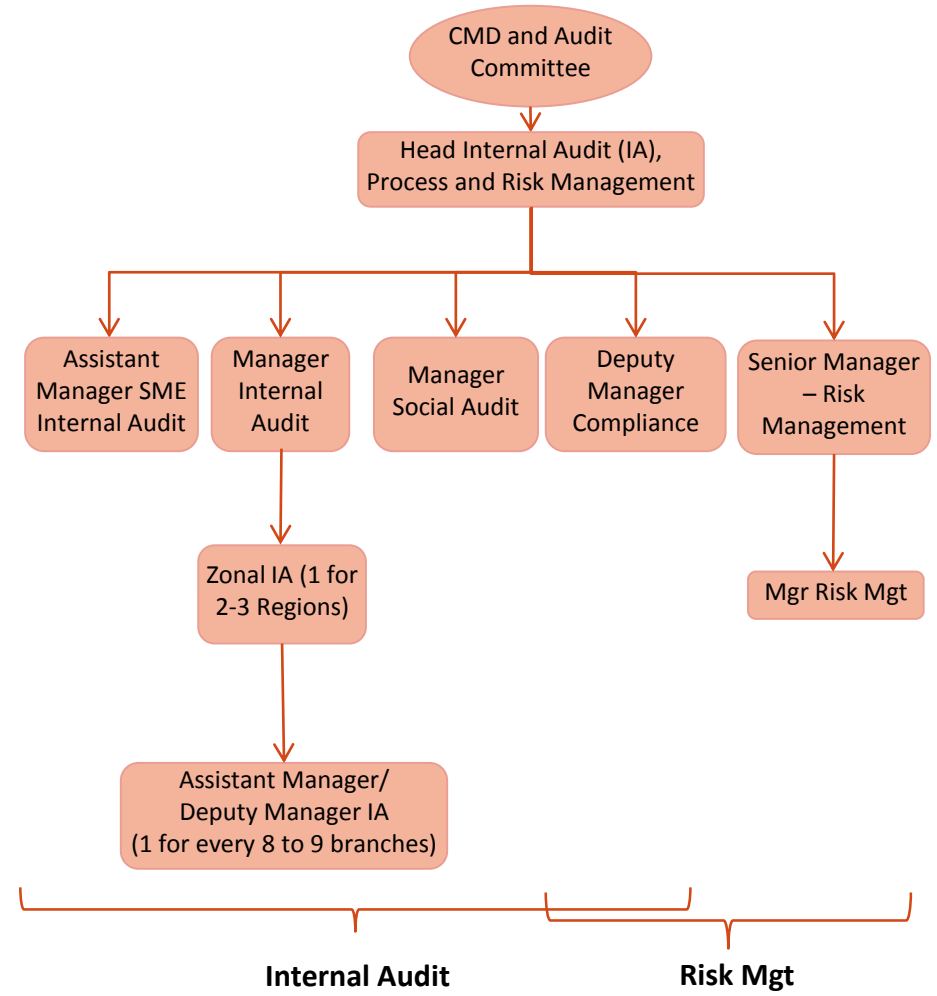 CMD and Audit
Committee
Head Internal Audit (IA),
Process and Risk Management
Assistant
Manager SME
Internal Audit
Manager
Internal
Audit
Manager
Social Audit
Deputy
Manager
Compliance
Senior Manager
– Risk
Management
Zonal IA (1 for
2-3 Regions)
Mgr Risk Mgt
Assistant Manager/
Deputy Manager IA
(1 for every 8 to 9 branches)
Internal Audit
Risk Mgt